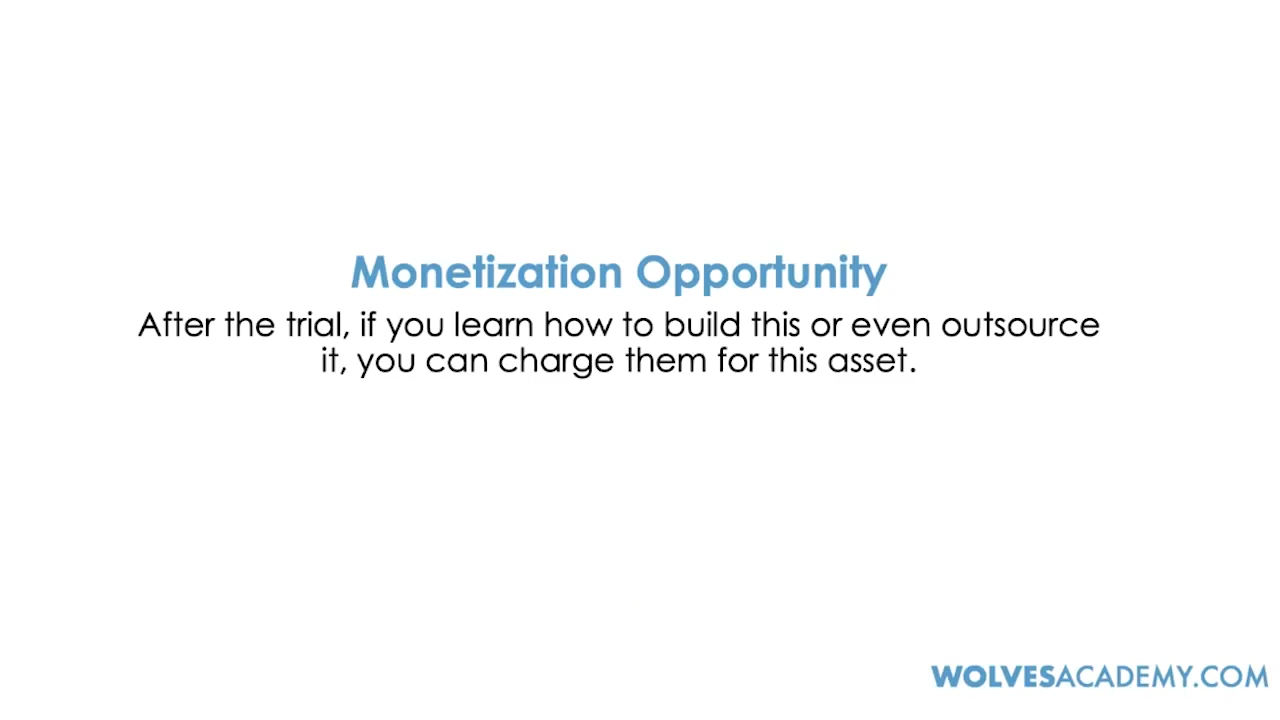 Monetization Opportunity
After the trial, if you learn how to build this or even outsource
it, you can charge them for this asset.
WOLVESACADEMY.COM